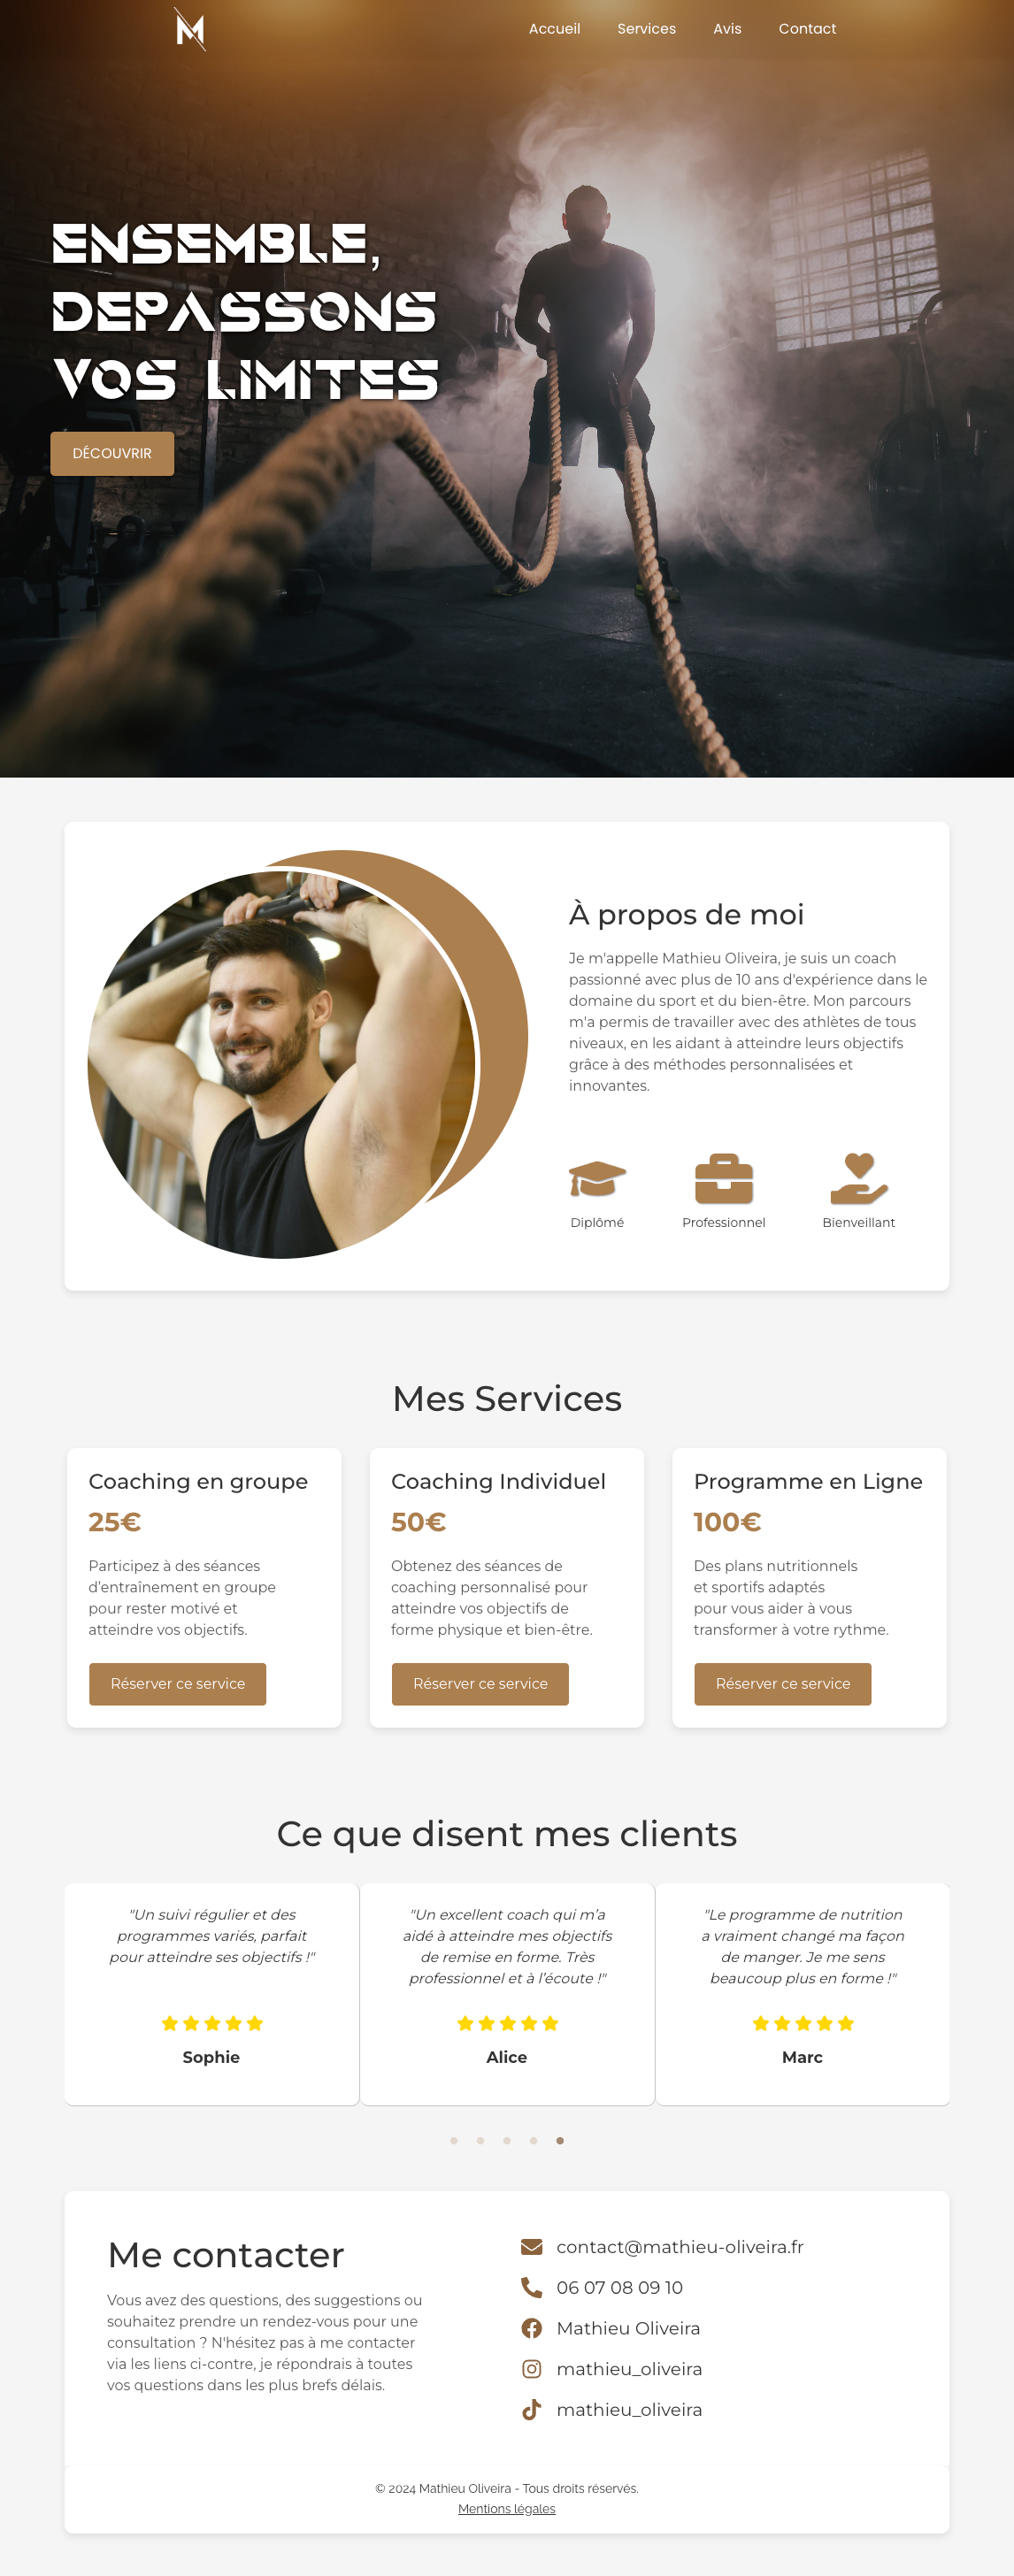 M
Accueil Services Avis Contact
ENSEMBLE,
DEPASSONS
VOS LIMITES
DÉCOUVRIR
À propos de moi
Je m'appelle Mathieu Oliveira, je suis un coach
passionné avec plus de 10 ans d'expérience dans le
domaine du sport et du bien-être. Mon parcours
m'a permis de travailler avec des athlètes de tous
niveaux, en les aidant à atteindre leurs objectifs
grâce à des méthodes personnalisées et
innovantes.
Diplômé Professionnel Bienveillant
Mes Services
Coaching en groupe
25€
Participez à des séances
d’entraînement en groupe
pour rester motivé et
atteindre vos objectifs.
Réserver ce service
Coaching Individuel
50€
Obtenez des séances de
coaching personnalisé pour
atteindre vos objectifs de
forme physique et bien-être.
Réserver ce service
Programme en Ligne
100€
Des plans nutritionnels
et sportifs adaptés
pour vous aider à vous
transformer à votre rythme.
Réserver ce service
Ce que disent mes clients
"Un suivi régulier et des
programmes variés, parfait
pour atteindre ses objectifs !"
Sophie
"Un excellent coach qui m’a
aidé à atteindre mes objectifs
de remise en forme. Très
professionnel et à l’écoute !"
Alice
"Le programme de nutrition
a vraiment changé ma façon
de manger. Je me sens
beaucoup plus en forme !"
Marc
Me contacter
Vous avez des questions, des suggestions ou
souhaitez prendre un rendez-vous pour une
consultation ? N'hésitez pas à me contacter
via les liens ci-contre, je répondrais à toutes
vos questions dans les plus brefs délais.
contact@mathieu-oliveira.fr
06 07 08 09 10
Mathieu Oliveira
mathieu_oliveira
mathieu_oliveira
© 2024 Mathieu Oliveira - Tous droits réservés.
Mentions légales